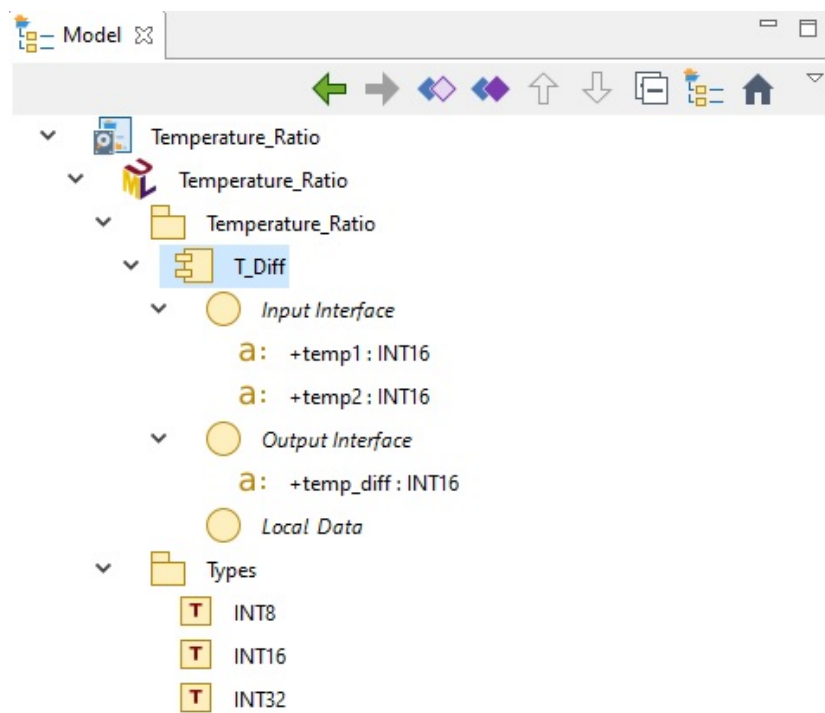 Model
Temperature_Ratio
Temperature_Ratio
Temperature_Ratio
T_Diff
Input Interface
a: +temp1 : INT16
a: +temp2 : INT16
Output Interface
a: +temp_diff : INT16
Local Data
Types
T INT8
T INT16
T INT32